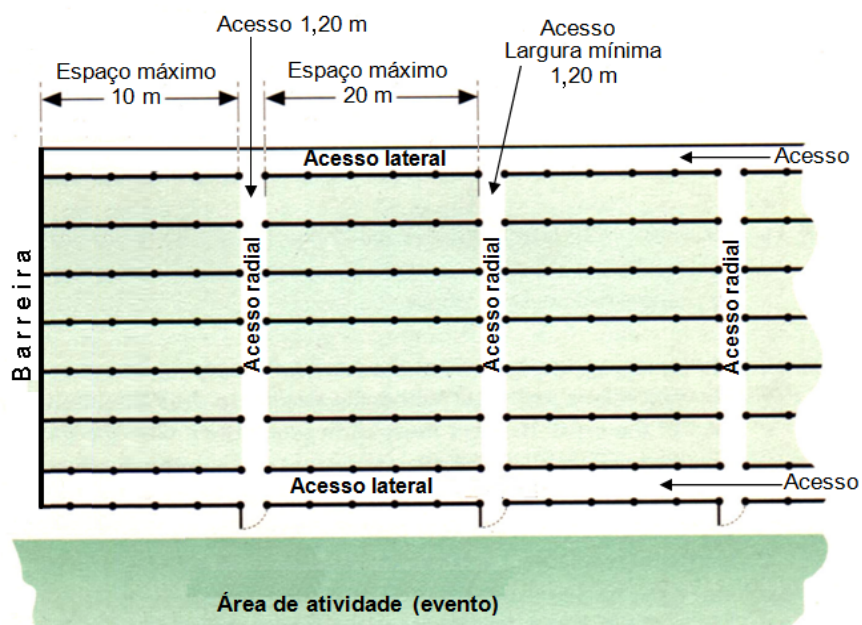 Acesso 1,20 m
Acesso
Largura mínima
1,20 m
Espaço máximo
10 m
Espaço máximo
20 m
Acesso lateral
Acesso
Barreira
Acesso radial
Acesso radial
Acesso radial
Acesso lateral
Acesso
Área de atividade (evento)